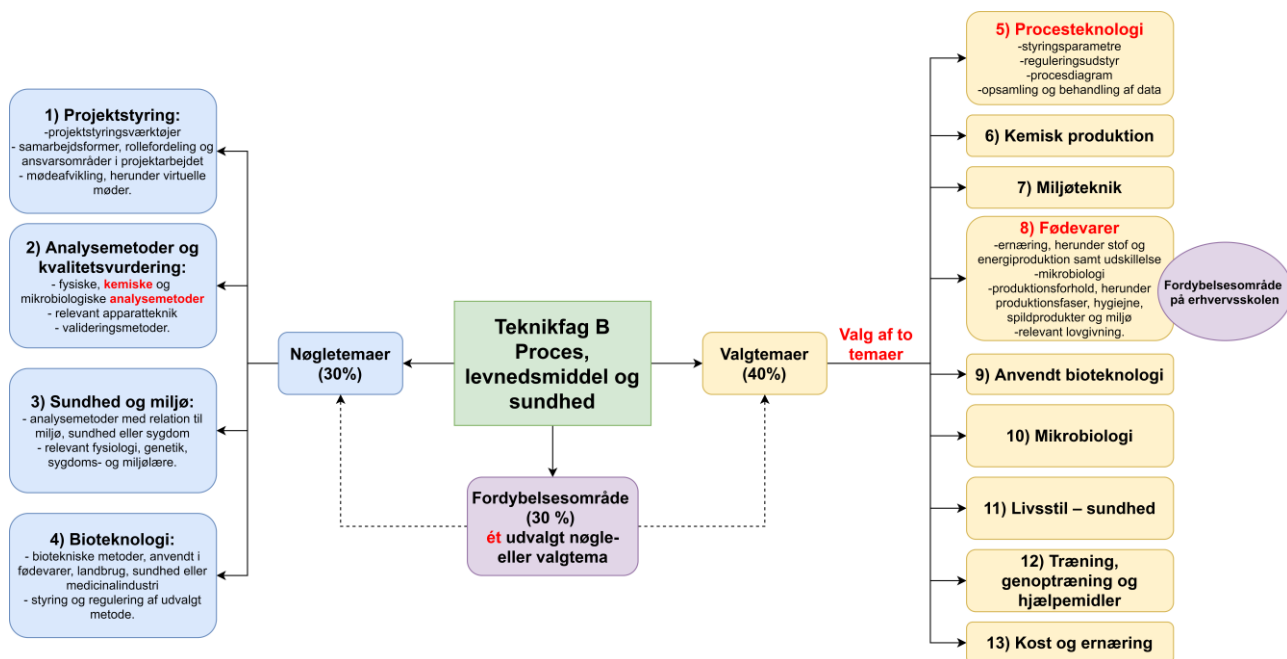 1) Projektstyring:
-projektstyringsværktøjer
- samarbejdsformer, rollefordeling og
ansvarsområder i projektarbejdet
- mødeafvikling, herunder virtuelle
møder.
2) Analysemetoder og
kvalitetsvurdering:
- fysiske, kemiske og
mikrobiologiske analysemetoder
- relevant apparatteknik
- valideringsmetoder.
3) Sundhed og miljø:
- analysemetoder med relation til
miljø, sundhed eller sygdom
- relevant fysiologi, genetik,
sygdoms- og miljølære.
4) Bioteknologi:
- biotekniske metoder, anvendt i
fødevarer, landbrug, sundhed eller
medicinalindustri
- styring og regulering af udvalgt
metode.
Nøgletemaer
(30%)
Teknikfag B
Proces,
levnedsmiddel og
sundhed
Fordybelsesområde
(30 %)
ét udvalgt nøgle-
eller valgtema
Valgtemaer
(40%)
Valg af to
temaer
5) Procesteknologi
-styringsparametre
-reguleringsudstyr
-procesdiagram
-opsamling og behandling af data
6) Kemisk produktion
7) Miljøteknik
8) Fødevarer
-ernæring, herunder stof og
energiproduktion samt udskillelse
-mikrobiologi
-produktionsforhold, herunder
produktionsfaser, hygiejne,
spildprodukter og miljø
-relevant lovgivning.
Fordybelsesområde
på erhvervsskolen
9) Anvendt bioteknologi
10) Mikrobiologi
11) Livsstil – sundhed
12) Træning,
genoptræning og
hjælpemidler
13) Kost og ernæring